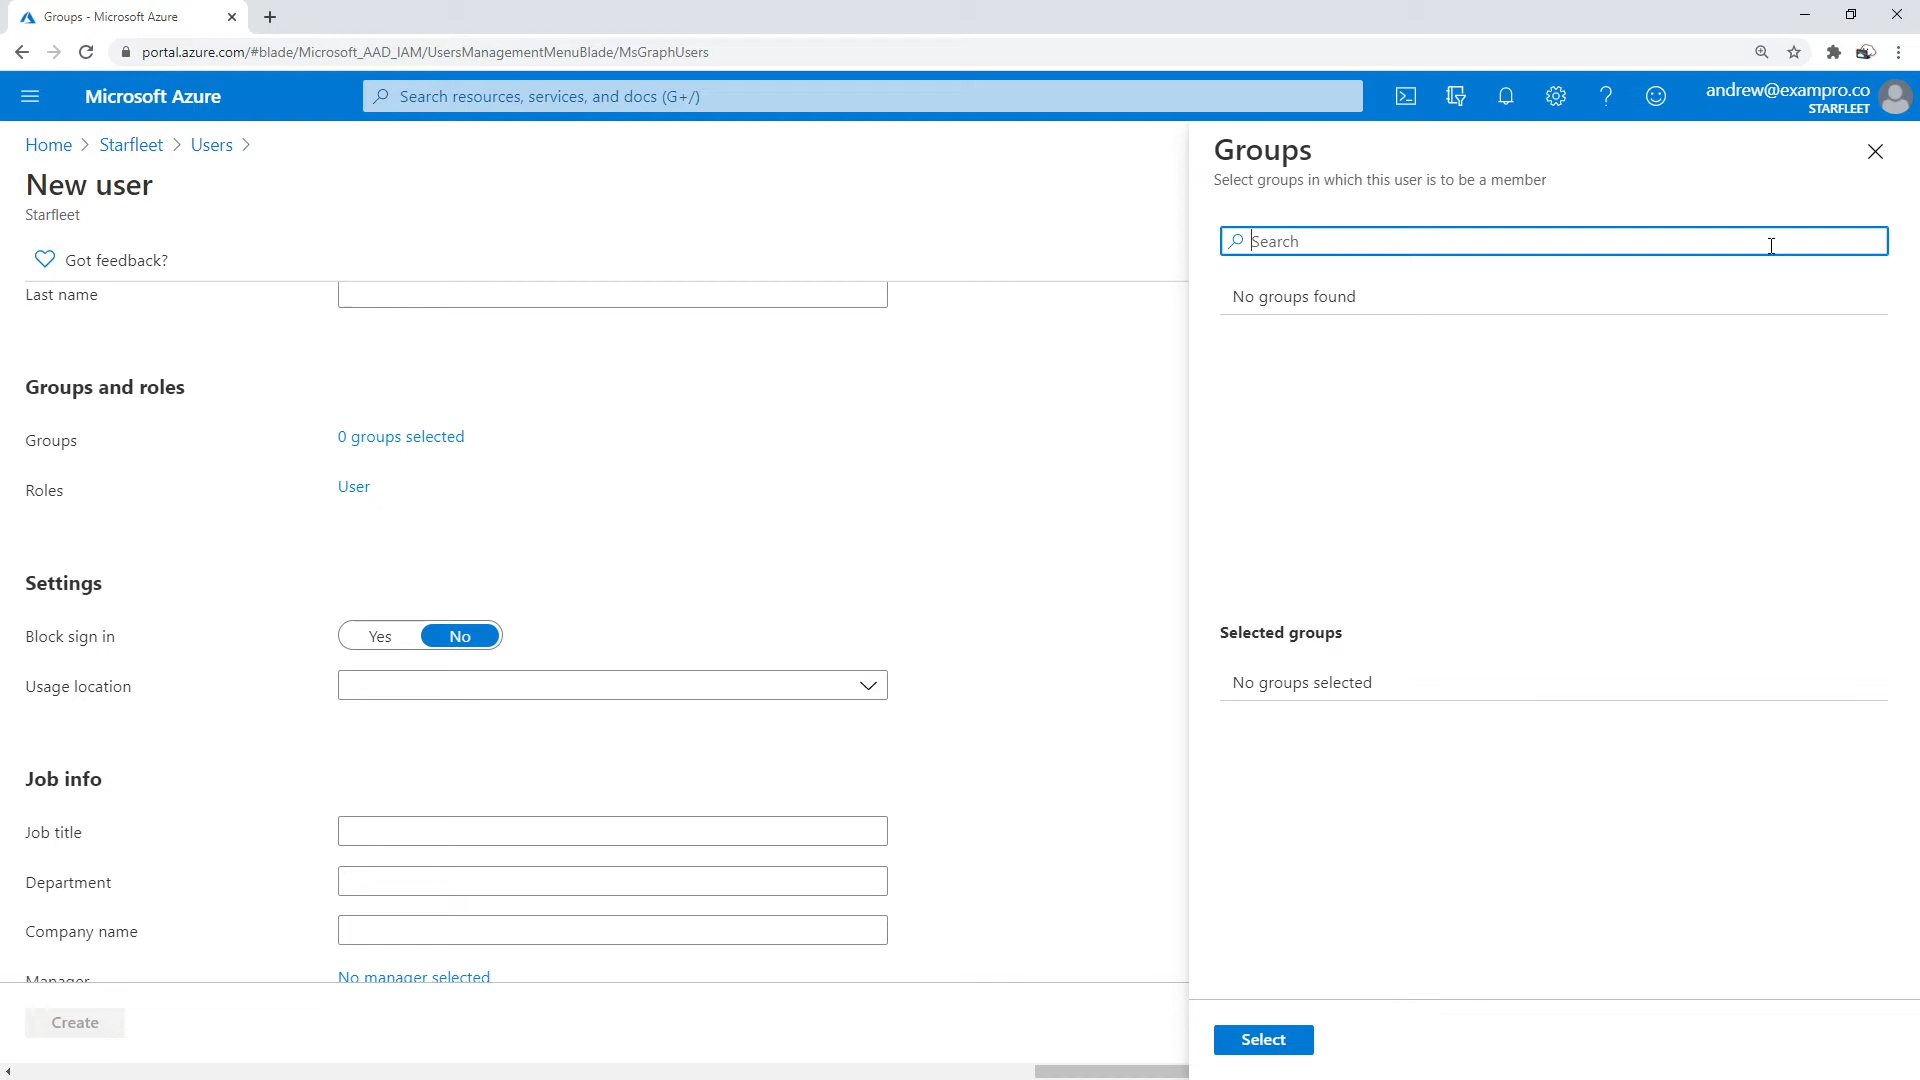 Groups - Microsoft Azure
portal.azure.com/#blade/Microsoft_AAD_IAM/UsersManagementMenuBlade/MsGraphUsers
Microsoft Azure
Search resources, services, and docs (G+/)
andrew@exampro.co
STARFLEET
Home > Starfleet > Users >
New user
Starfleet
Got feedback?
Last name
Groups and roles
Groups
0 groups selected
Roles
User
Settings
Block sign in
Yes
No
Usage location
Job info
Job title
Department
Company name
Manager
No manager selected
Create
Groups
Select groups in which this user is to be a member
Search
No groups found
Selected groups
No groups selected
Select